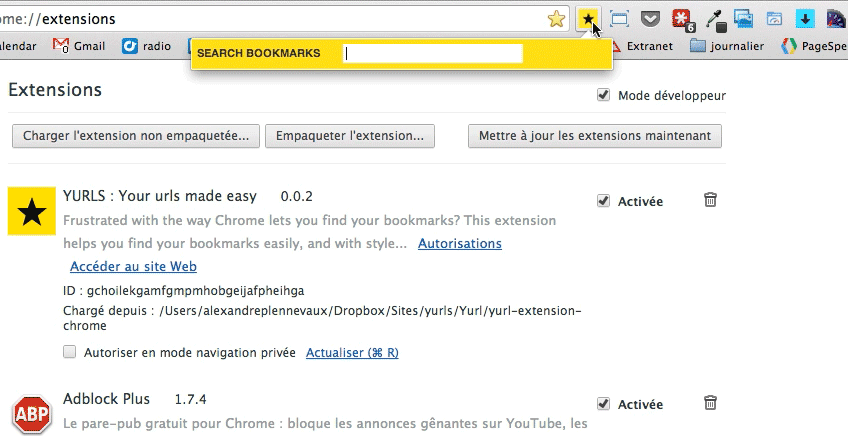 ome://extensions
6
alendar Gmail radio Extranet journalier PageSpe
SEARCH BOOKMARKS
Extensions
Mode développeur
Charger l'extension non empaquetée... Empaqueter l'extension... Mettre à jour les extensions maintenant
YURLS : Your urls made easy 0.0.2
Activée
Frustrated with the way Chrome lets you find your bookmarks? This extension
helps you find your bookmarks easily, and with style... Autorisations
Accéder au site Web
ID : gchoilekgamfgmpmhobgeijafpheihga
Chargé depuis : /Users/alexandreplennevaux/Dropbox/Sites/yurls/Yurl/yurl-extension-
chrome
Autoriser en mode navigation privée Actualiser (⌘ R)
ABP
Adblock Plus 1.7.4
Activée
Le pare-pub gratuit pour Chrome : bloque les annonces gênantes sur YouTube, les